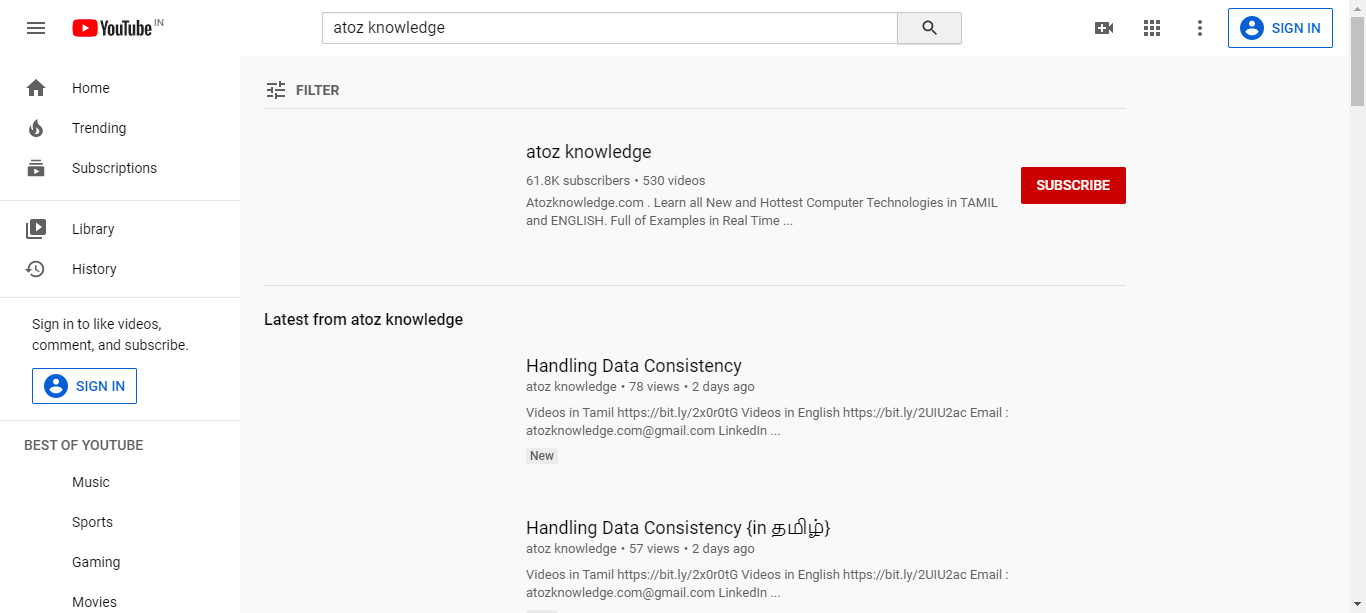 YouTube IN
atoz knowledge
SIGN IN
Home
Trending
Subscriptions
Library
History
Sign in to like videos,
comment, and subscribe.
SIGN IN
BEST OF YOUTUBE
Music
Sports
Gaming
Movies
FILTER
atoz knowledge
61.8K subscribers • 530 videos
Atozknowledge.com . Learn all New and Hottest Computer Technologies in TAMIL
and ENGLISH. Full of Examples in Real Time ...
SUBSCRIBE
Latest from atoz knowledge
Handling Data Consistency
atoz knowledge • 78 views • 2 days ago
Videos in Tamil https://bit.ly/2x0r0tG Videos in English https://bit.ly/2UIU2ac Email :
atozknowledge.com@gmail.com LinkedIn ...
New
Handling Data Consistency {in தமிழ்}
atoz knowledge • 57 views • 2 days ago
Videos in Tamil https://bit.ly/2x0r0tG Videos in English https://bit.ly/2UIU2ac Email :
atozknowledge.com@gmail.com LinkedIn ...